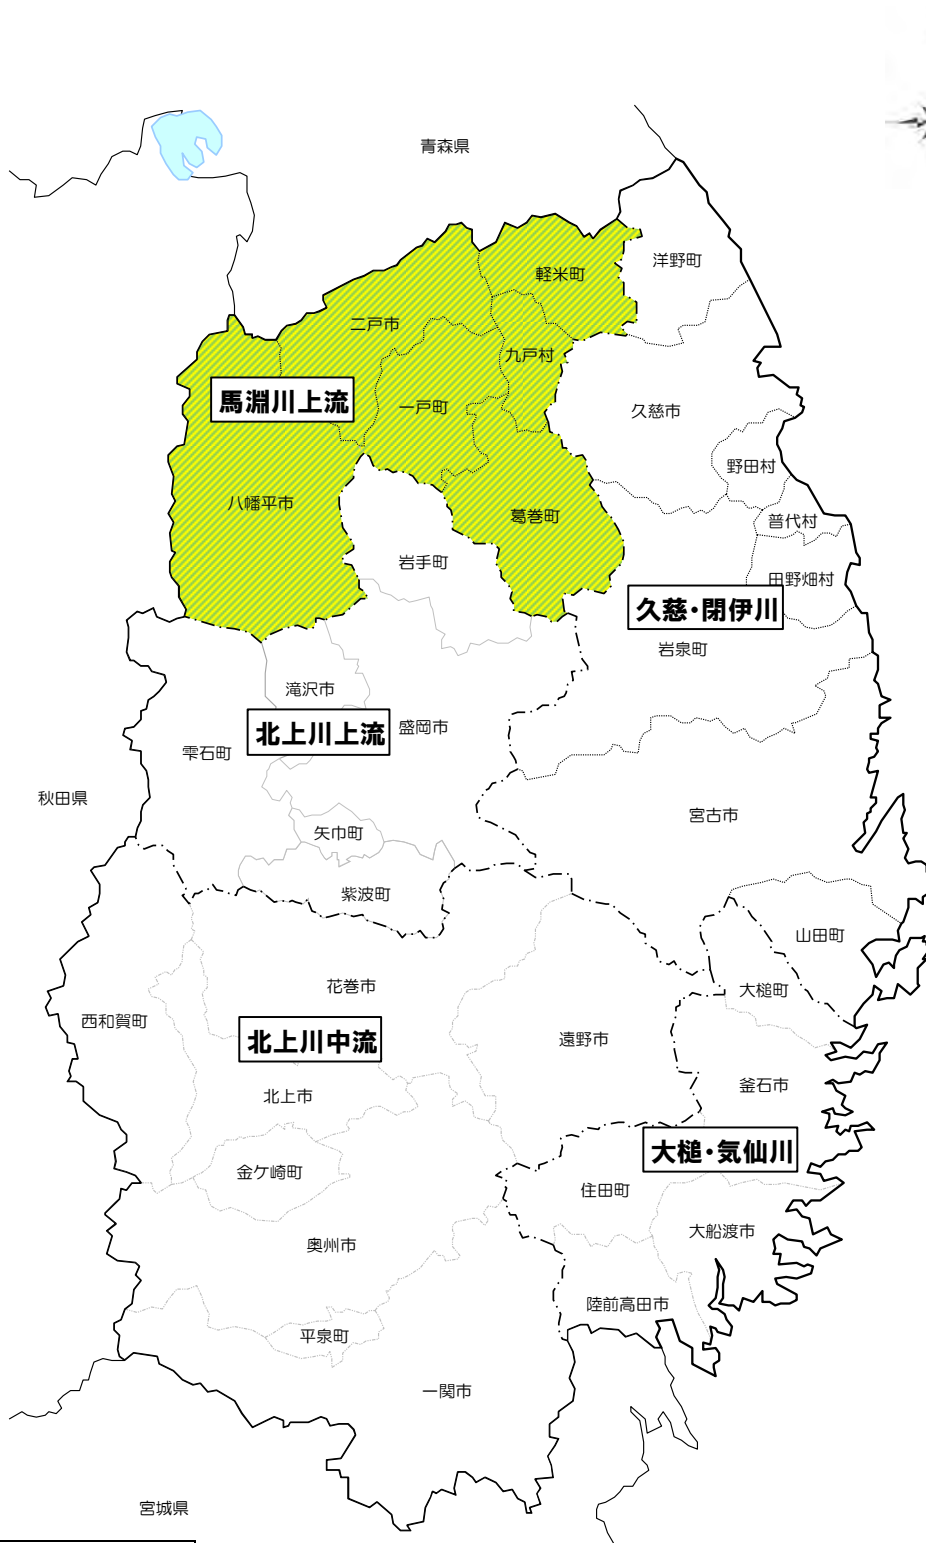 青森県
洋野町
軽米町
二戸市
九戸村
馬淵川上流
一戸町
久慈市
野田村
八幡平市
葛巻町
普代村
岩手町
田野畑村
久慈・閉伊川
岩泉町
滝沢市
北上川上流
盛岡市
雫石町
秋田県
宮古市
矢巾町
紫波町
山田町
花巻市
大槌町
西和賀町
北上川中流
遠野市
釜石市
北上市
大槌・気仙川
金ケ崎町
住田町
大船渡市
奥州市
陸前高田市
平泉町
一関市
宮城県